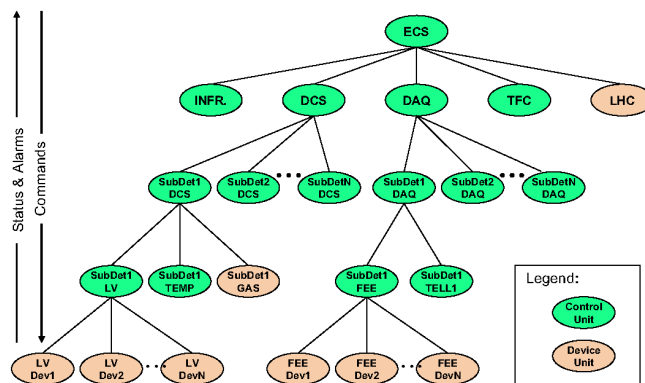 ECS
INFR.
DCS
DAQ
TFC
LHC
Status & Alarms
Commands
SubDet1
DCS
SubDet2
DCS
...
SubDetN
DCS
SubDet1
DAQ
SubDet2
DAQ
...
SubDetN
DAQ
SubDet1
LV
SubDet1
TEMP
SubDet1
GAS
SubDet1
FEE
SubDet1
TELL1
Legend:
Control
Unit
Device
Unit
LV
Dev1
LV
Dev2
...
LV
DevN
FEE
Dev1
FEE
Dev2
...
FEE
DevN